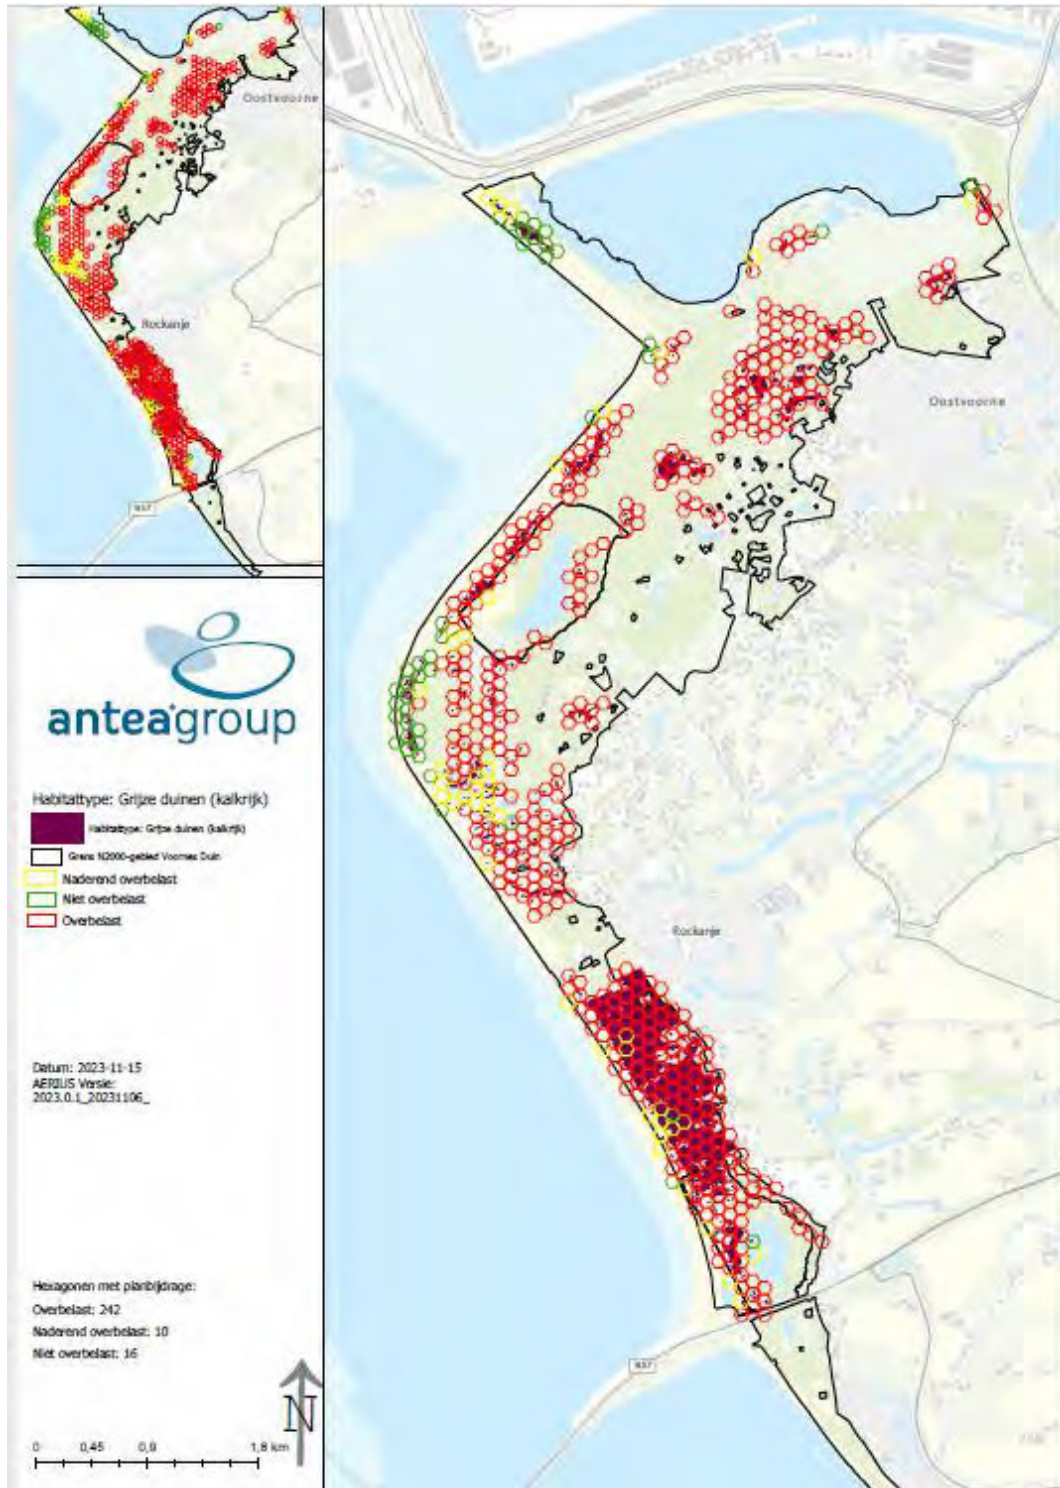 Oostvoorne
Rockanje
N57
anteagroup
Habitattype: Grijze duinen (kalkrijk)
Habitattype: Grijze duinen (kalkrijk)
Grens N2000-gebied Voornes Duin
Naderend overbelast
Niet overbelast
Overbelast
Datum: 2023-11-15
AERIUS Versie:
2023.0.1_20231106_
Hexagonen met planbijdrage:
Overbelast: 242
Naderend overbelast: 10
Niet overbelast: 16
N
0 0,45 0,9 1,8 km
Oostvoorne
Rockanje
N57